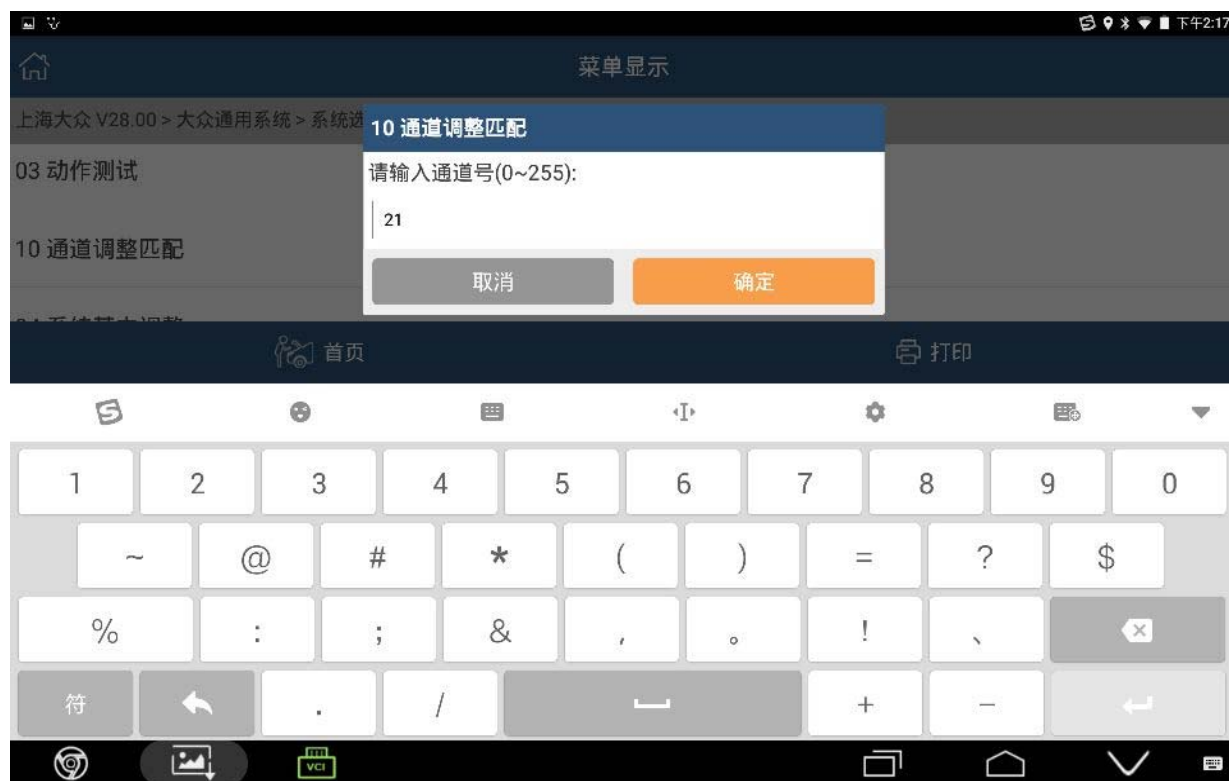 下午2:17
菜单显示
上海大众 V28.00 > 大众通用系统 > 系统选
10 通道调整匹配
请输入通道号(0~255):
21
取消
确定
03 动作测试
10 通道调整匹配
首页
打印
1 2 3 4 5 6 7 8 9 0
~ @ # * ( ) = ? $
% : ; & , 。 ! 、
符 . / + −
VCI